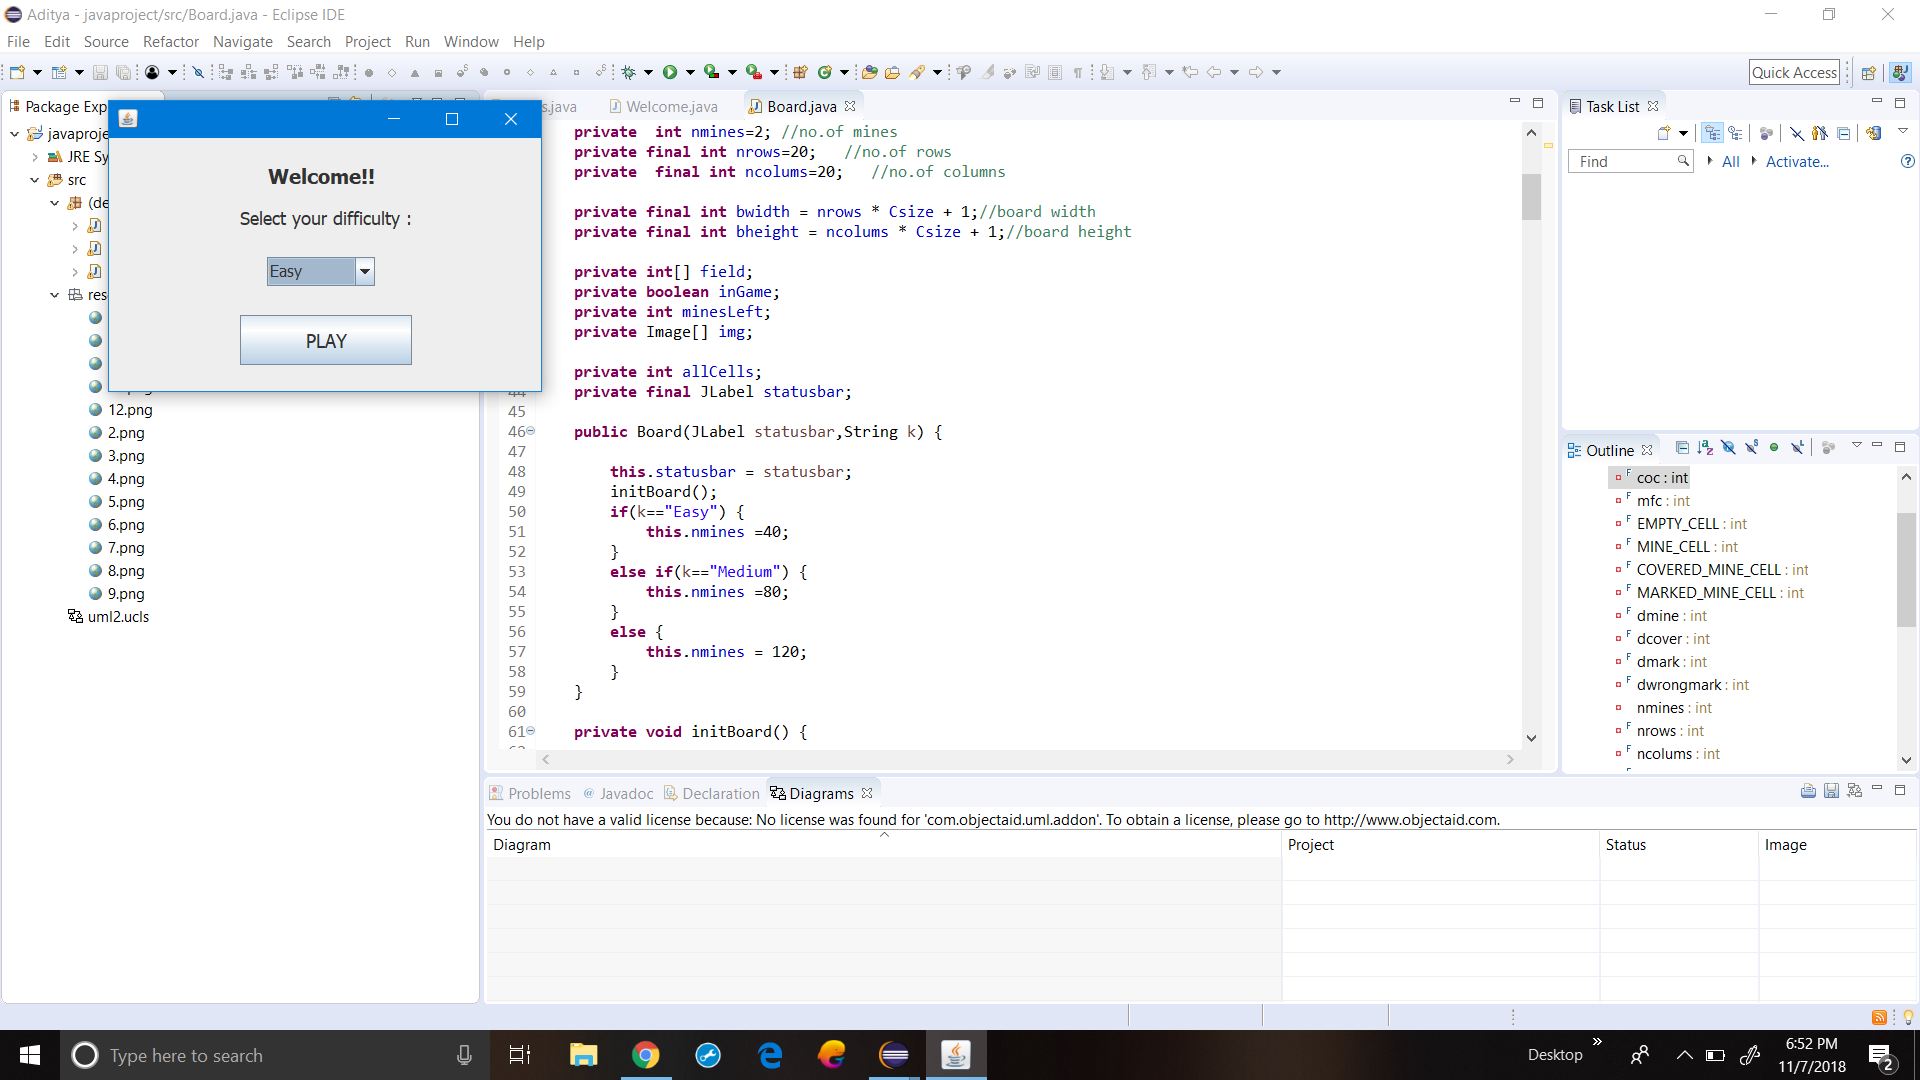 Aditya - javaproject/src/Board.java - Eclipse IDE
File Edit Source Refactor Navigate Search Project Run Window Help
Quick Access
Package Exp
javaproje
JRE Sy
src
(de
res
12.png
2.png
3.png
4.png
5.png
6.png
7.png
8.png
9.png
uml2.ucls
Welcome!!
Select your difficulty :
Easy
PLAY
s.java Welcome.java Board.java
private  int nmines=2; //no.of mines
private final int nrows=20;   //no.of rows
private  final int ncolums=20;   //no.of columns
private final int bwidth = nrows * Csize + 1;//board width
private final int bheight = ncolums * Csize + 1;//board height
private int[] field;
private boolean inGame;
private int minesLeft;
private Image[] img;
private int allCells;
44 private final JLabel statusbar;
45
46 public Board(JLabel statusbar,String k) {
47
48 this.statusbar = statusbar;
49 initBoard();
50 if(k=="Easy") {
51 this.nmines =40;
52 }
53 else if(k=="Medium") {
54 this.nmines =80;
55 }
56 else {
57 this.nmines = 120;
58 }
59 }
60
61 private void initBoard() {
Task List
Find All Activate...
Outline
coc : int
mfc : int
EMPTY_CELL : int
MINE_CELL : int
COVERED_MINE_CELL : int
MARKED_MINE_CELL : int
dmine : int
dcover : int
dmark : int
dwrongmark : int
nmines : int
nrows : int
ncolums : int
Problems @ Javadoc Declaration Diagrams
You do not have a valid license because: No license was found for 'com.objectaid.uml.addon'. To obtain a license, please go to http://www.objectaid.com.
Diagram Project Status Image
Type here to search
Desktop
6:52 PM
11/7/2018
2